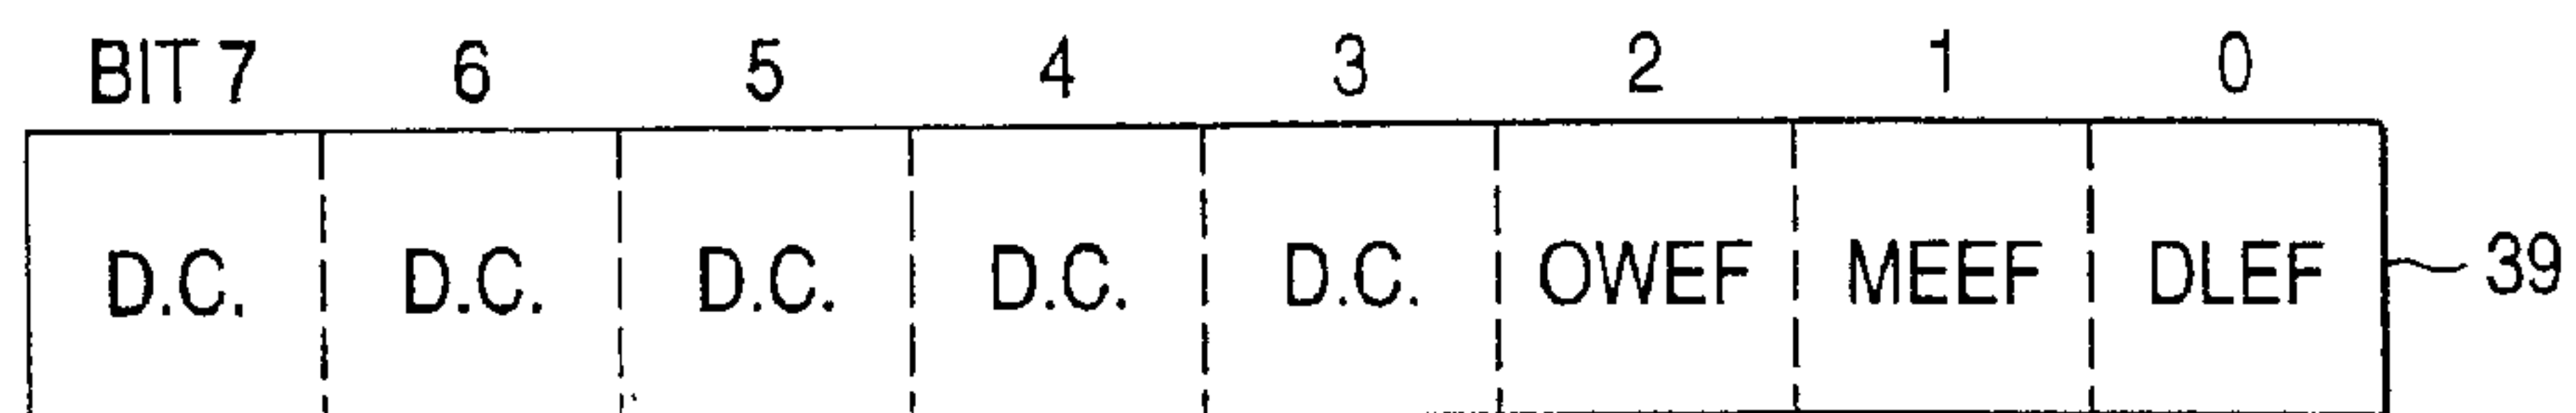 BIT 7 6 5 4 3 2 1 0
D.C. D.C. D.C. D.C. D.C. OWEF MEEF DLEF 39